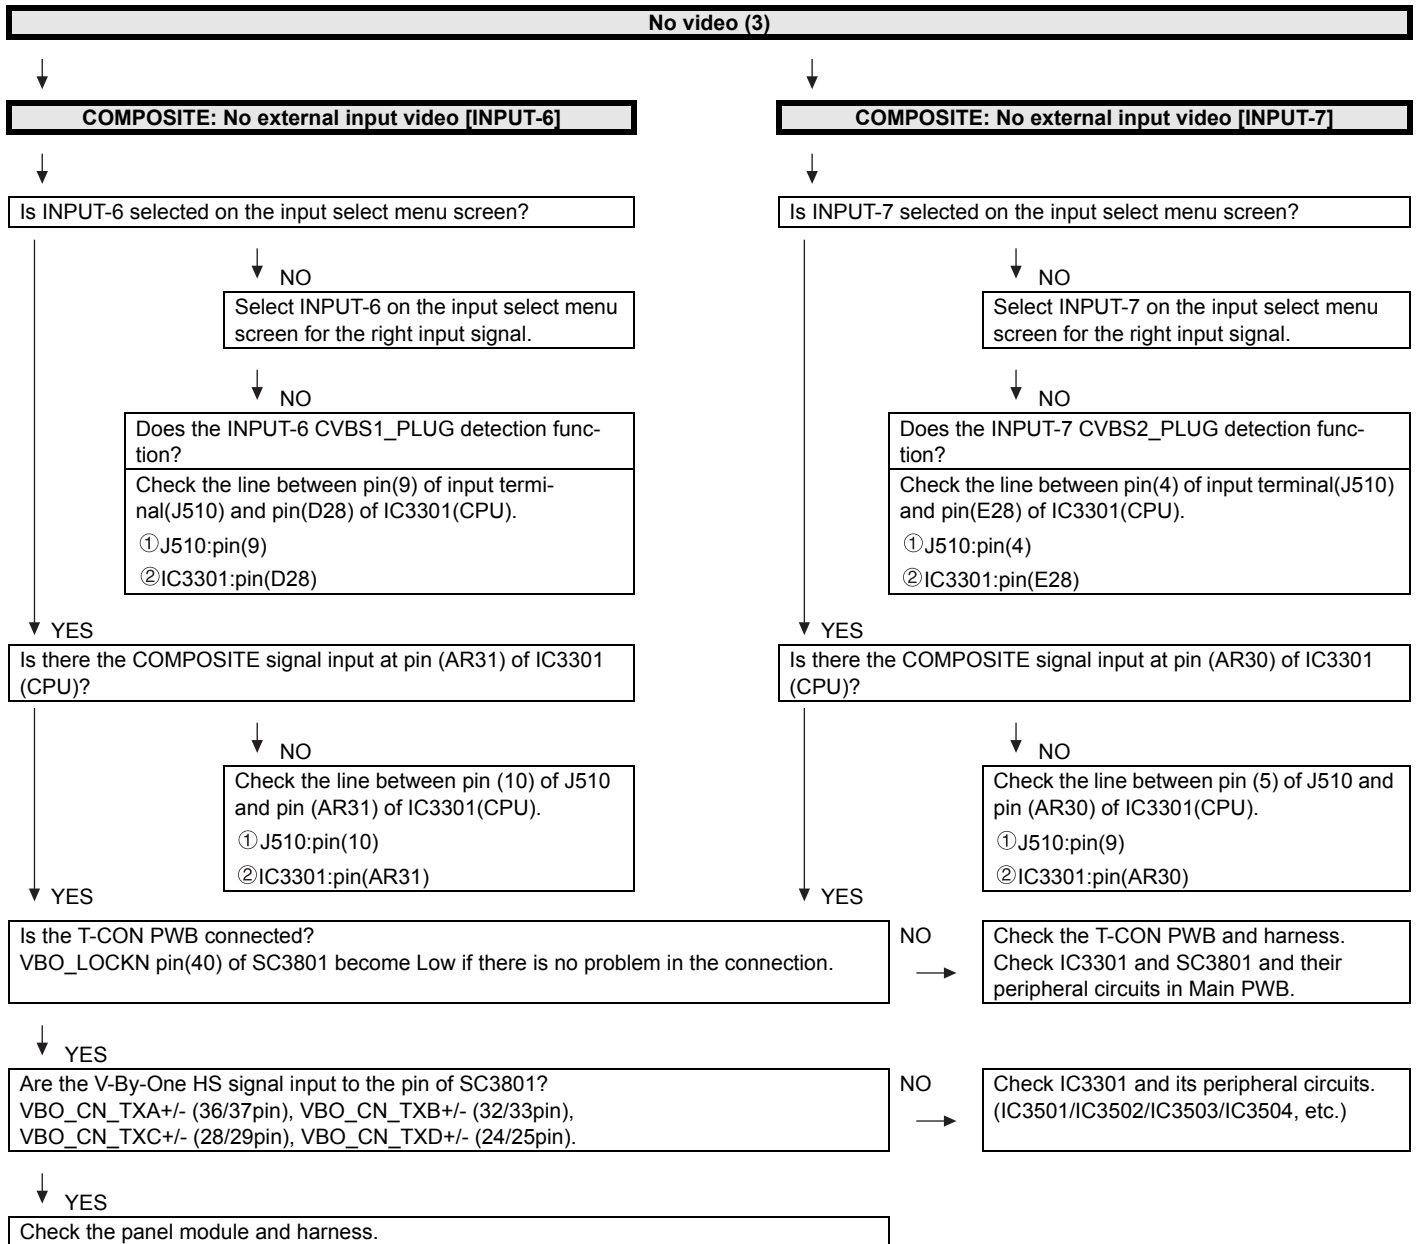 No video (3)
COMPOSITE: No external input video [INPUT-6]
Is INPUT-6 selected on the input select menu screen?
NO
Select INPUT-6 on the input select menu
screen for the right input signal.
NO
Does the INPUT-6 CVBS1_PLUG detection func-
tion?
Check the line between pin(9) of input termi-
nal(J510) and pin(D28) of IC3301(CPU).
①J510:pin(9)
②IC3301:pin(D28)
YES
Is there the COMPOSITE signal input at pin (AR31) of IC3301
(CPU)?
NO
Check the line between pin (10) of J510
and pin (AR31) of IC3301(CPU).
①J510:pin(10)
②IC3301:pin(AR31)
YES
COMPOSITE: No external input video [INPUT-7]
Is INPUT-7 selected on the input select menu screen?
NO
Select INPUT-7 on the input select menu
screen for the right input signal.
NO
Does the INPUT-7 CVBS2_PLUG detection func-
tion?
Check the line between pin(4) of input terminal(J510)
and pin(E28) of IC3301(CPU).
①J510:pin(4)
②IC3301:pin(E28)
YES
Is there the COMPOSITE signal input at pin (AR30) of IC3301
(CPU)?
NO
Check the line between pin (5) of J510 and
pin (AR30) of IC3301(CPU).
①J510:pin(9)
②IC3301:pin(AR30)
YES
Is the T-CON PWB connected?
VBO_LOCKN pin(40) of SC3801 become Low if there is no problem in the connection.
NO
Check the T-CON PWB and harness.
Check IC3301 and SC3801 and their
peripheral circuits in Main PWB.
YES
Are the V-By-One HS signal input to the pin of SC3801?
VBO_CN_TXA+/- (36/37pin), VBO_CN_TXB+/- (32/33pin),
VBO_CN_TXC+/- (28/29pin), VBO_CN_TXD+/- (24/25pin).
NO
Check IC3301 and its peripheral circuits.
(IC3501/IC3502/IC3503/IC3504, etc.)
YES
Check the panel module and harness.